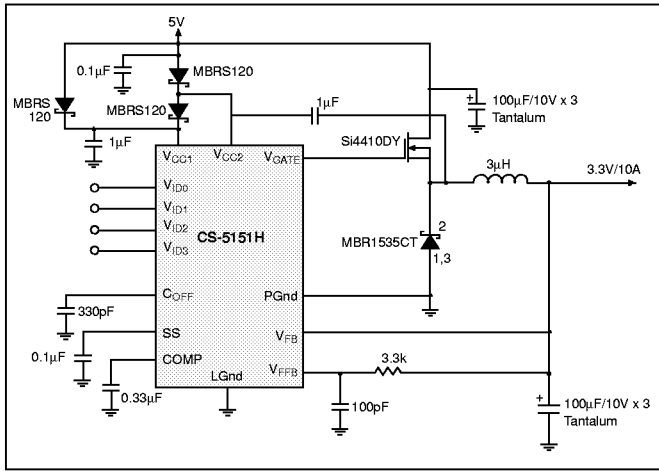 5V
0.1μF
MBRS120
MBRS
120
MBRS120
1μF
1μF
100μF/10V x 3
Tantalum
Si4410DY
3μH
3.3V/10A
VCC1
VCC2
VGATE
VID0
VID1
VID2
VID3
CS-5151H
MBR1535CT
2
1,3
COFF
330pF
PGnd
SS
0.1μF
VFB
COMP
0.33μF
LGnd
VFFB
3.3k
100pF
100μF/10V x 3
Tantalum